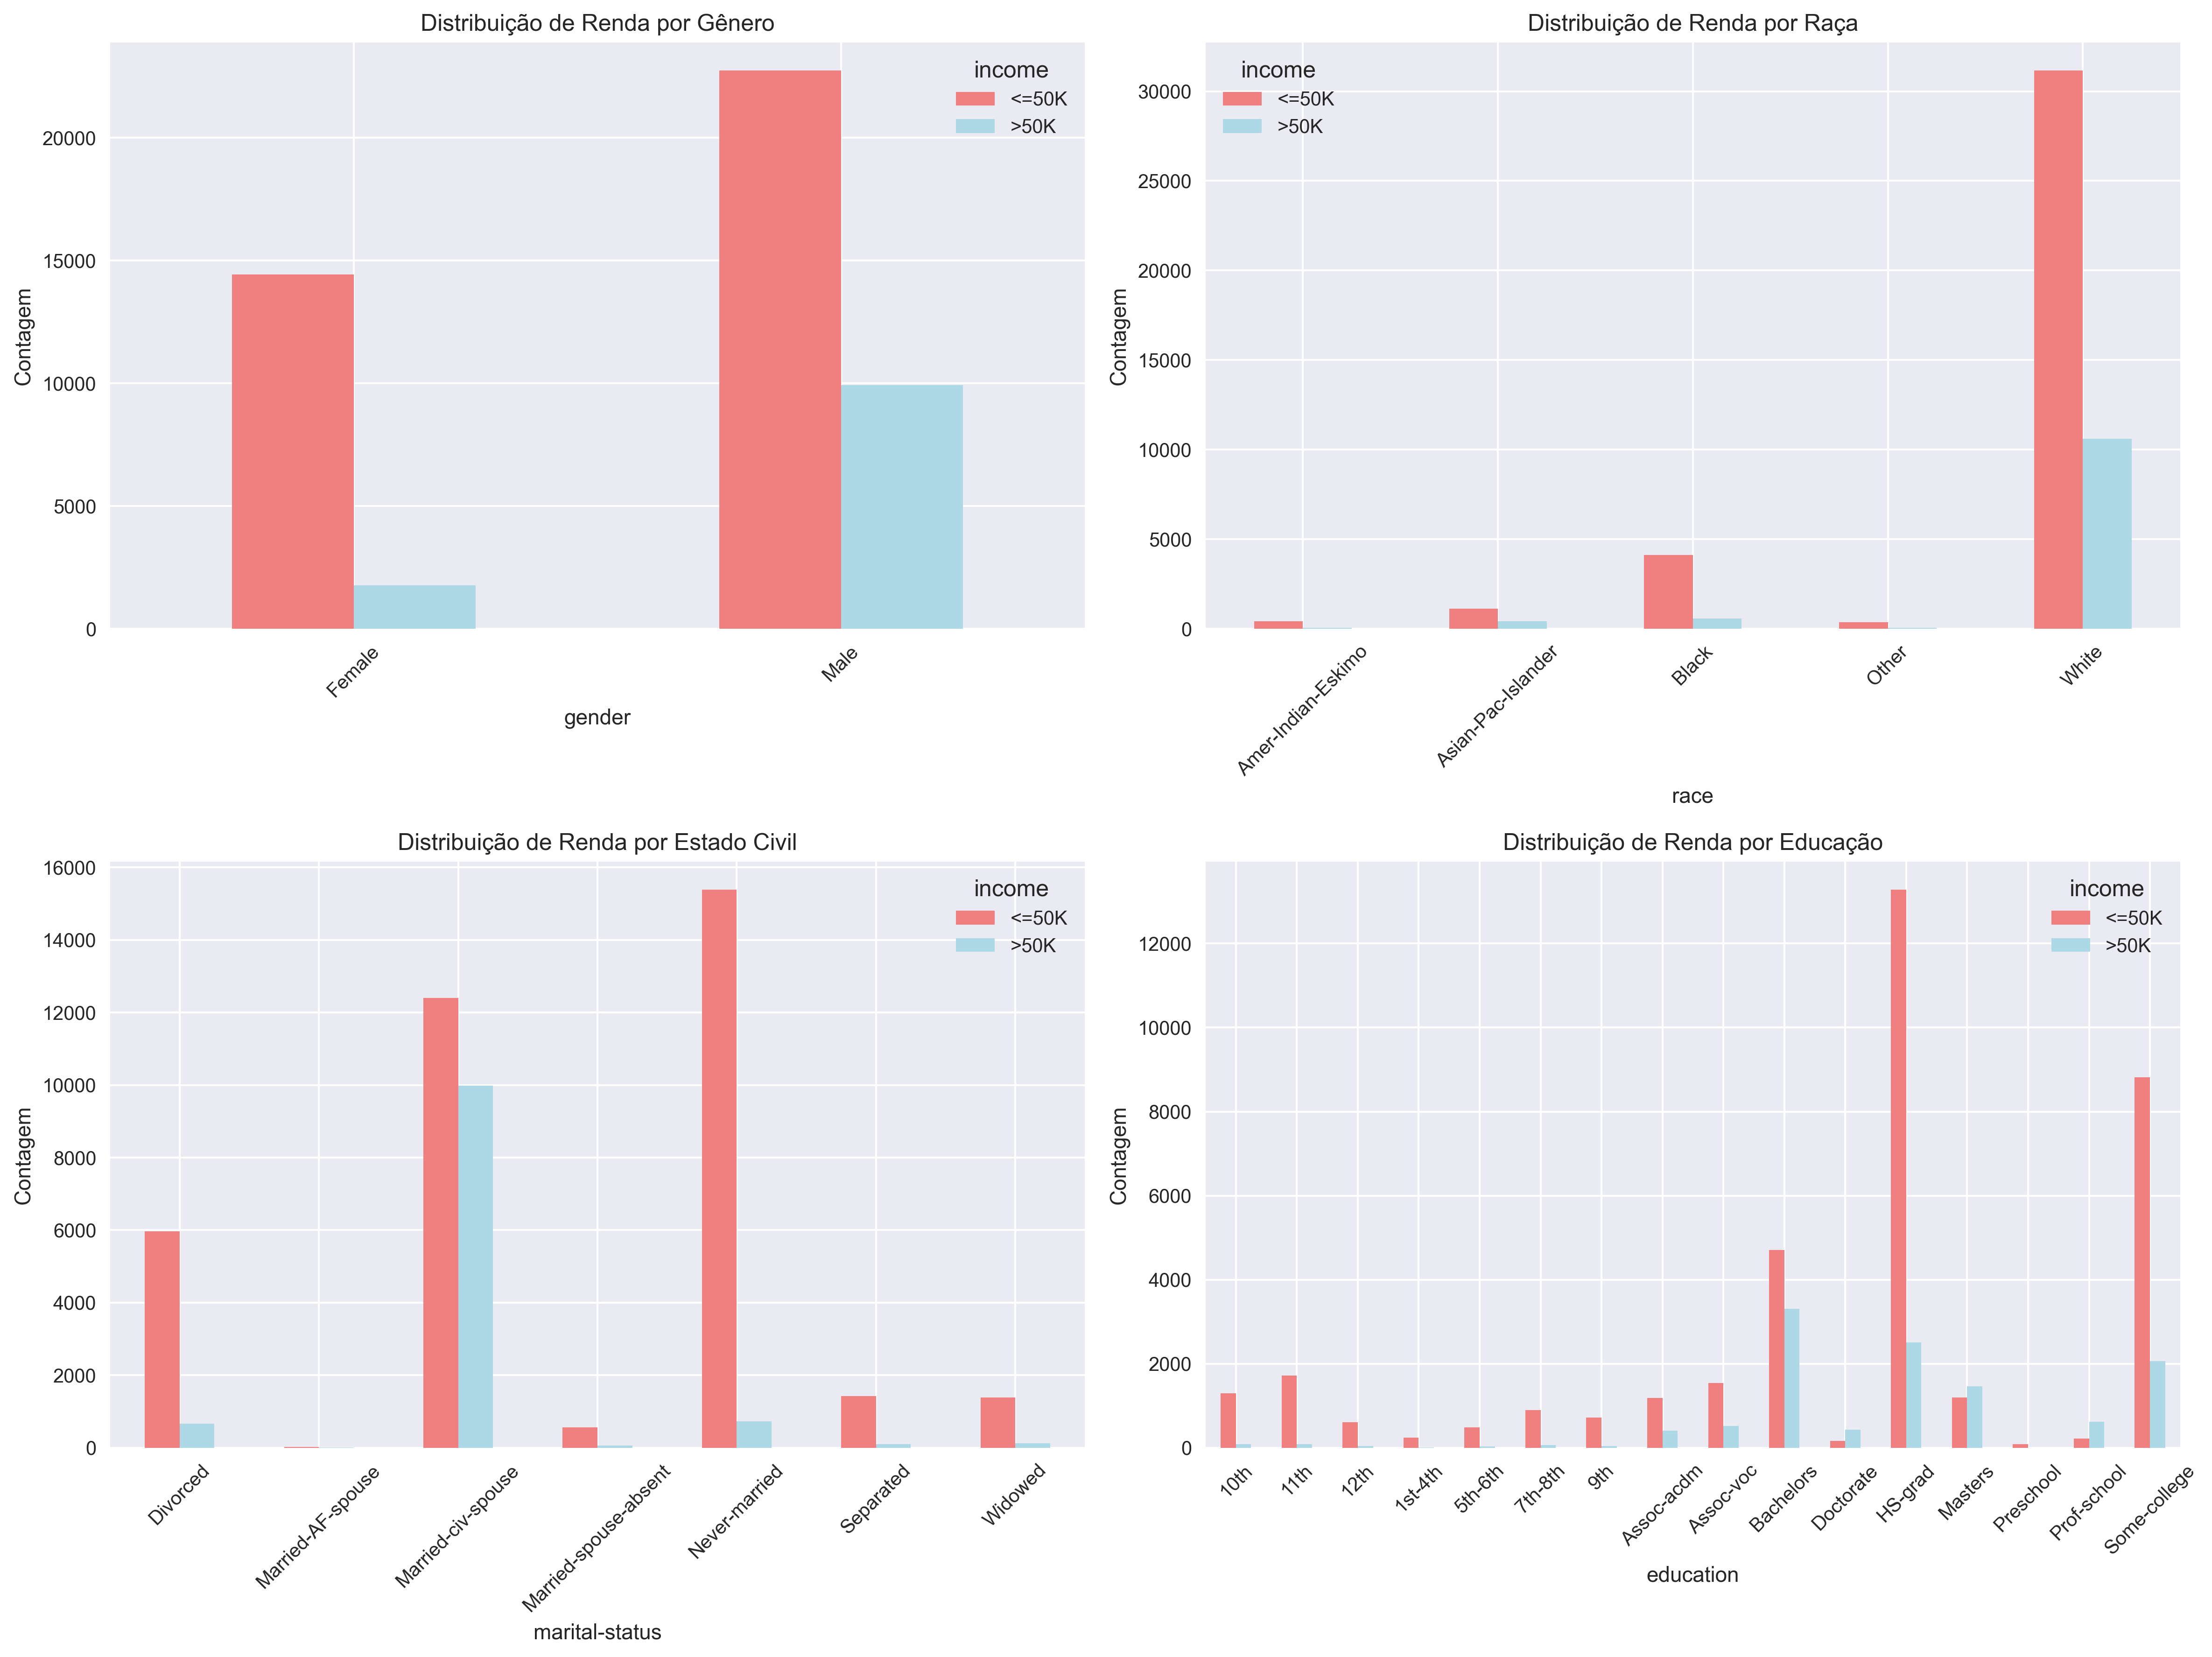 Distribuição de Renda por Gênero
income
<=50K
>50K
20000
15000
10000
5000
0
Contagem
Female
Male
gender
Distribuição de Renda por Raça
income
<=50K
>50K
30000
25000
20000
15000
10000
5000
0
Contagem
Amer-Indian-Eskimo
Asian-Pac-Islander
Black
Other
White
race
Distribuição de Renda por Estado Civil
income
<=50K
>50K
16000
14000
12000
10000
8000
6000
4000
2000
0
Contagem
Divorced
Married-AF-spouse
Married-civ-spouse
Married-spouse-absent
Never-married
Separated
Widowed
marital-status
Distribuição de Renda por Educação
income
<=50K
>50K
12000
10000
8000
6000
4000
2000
0
Contagem
10th
11th
12th
1st-4th
5th-6th
7th-8th
9th
Assoc-acdm
Assoc-voc
Bachelors
Doctorate
HS-grad
Masters
Preschool
Prof-school
Some-college
education